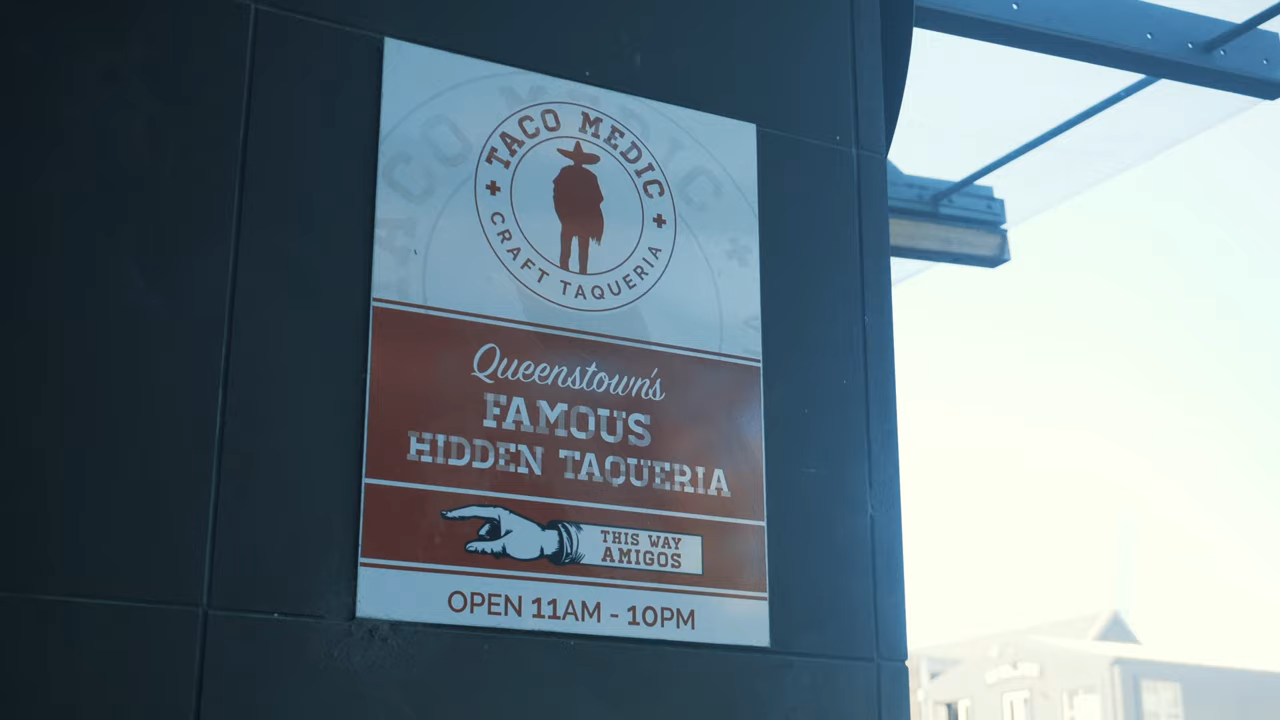 TACO MEDIC
CRAFT TAQUERIA
Queenstown's
FAMOUS
HIDDEN TAQUERIA
THIS WAY
AMIGOS
OPEN 11AM - 10PM